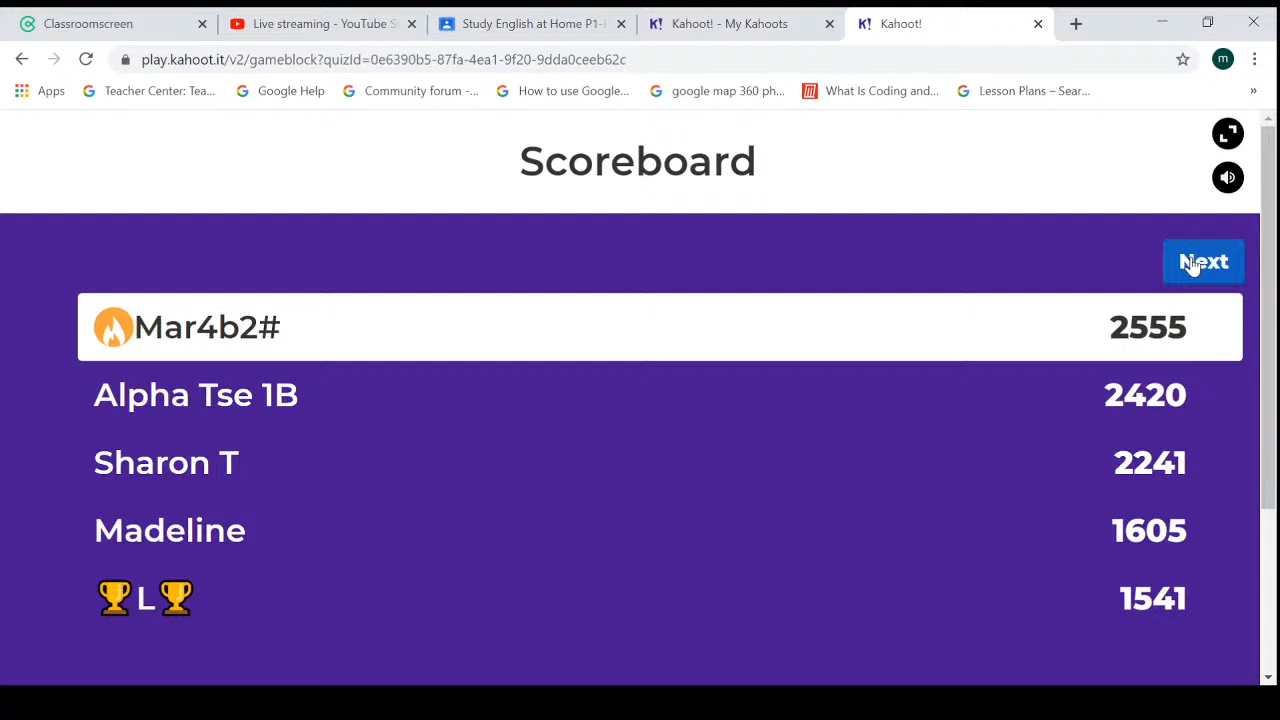 Classroomscreen
Live streaming - YouTube S
Study English at Home P1-
Kahoot! - My Kahoots
Kahoot!
play.kahoot.it/v2/gameblock?quizId=0e6390b5-87fa-4ea1-9f20-9dda0ceeb62c
m
Apps
Teacher Center: Tea...
Google Help
Community forum -...
How to use Google...
google map 360 ph...
What Is Coding and...
Lesson Plans – Sear...
»
Scoreboard
Next
Mar4b2# 2555
Alpha Tse 1B 2420
Sharon T 2241
Madeline 1605
🏆L🏆 1541